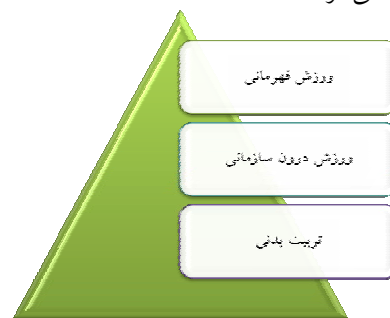 ورزش قهرمانی
ورزش درون سازمانی
تربیت بدنی